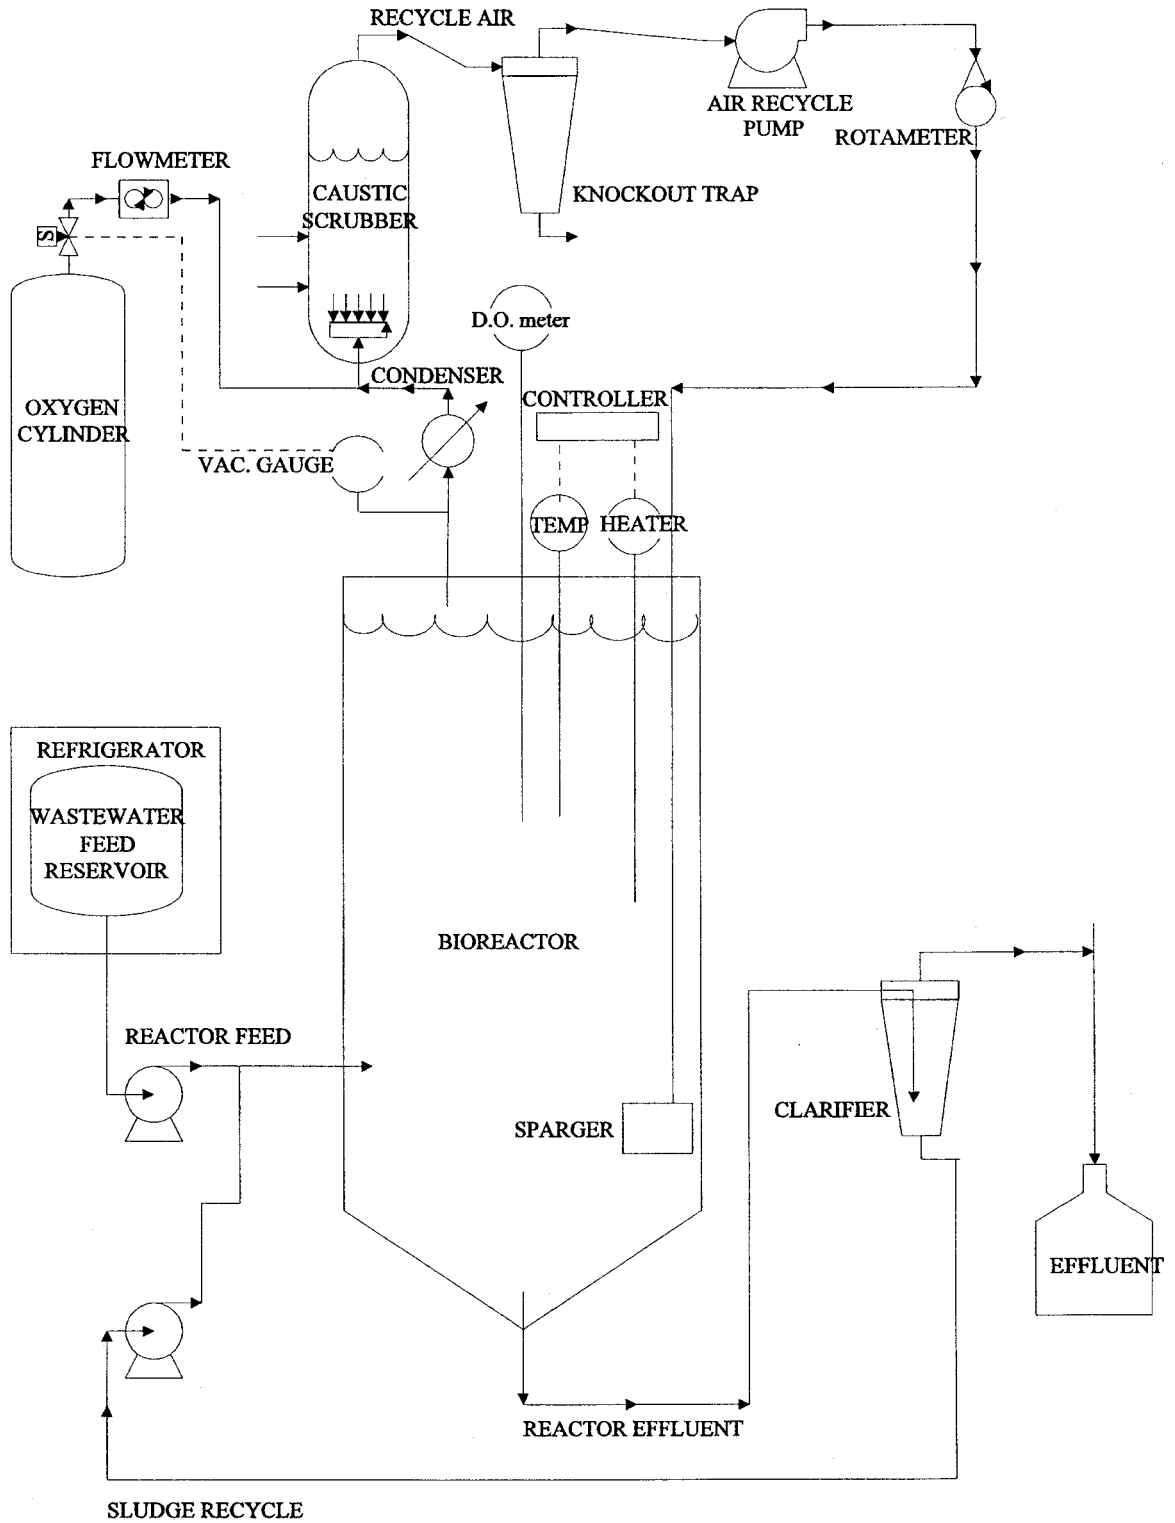 RECYCLE AIR
AIR RECYCLE
PUMP
ROTAMETER
FLOWMETER
CAUSTIC
SCRUBBER
KNOCKOUT TRAP
S
D.O. meter
CONDENSER
CONTROLLER
OXYGEN
CYLINDER
VAC. GAUGE
TEMP
HEATER
REFRIGERATOR
WASTEWATER
FEED
RESERVOIR
BIOREACTOR
REACTOR FEED
SPARGER
CLARIFIER
EFFLUENT
REACTOR EFFLUENT
SLUDGE RECYCLE